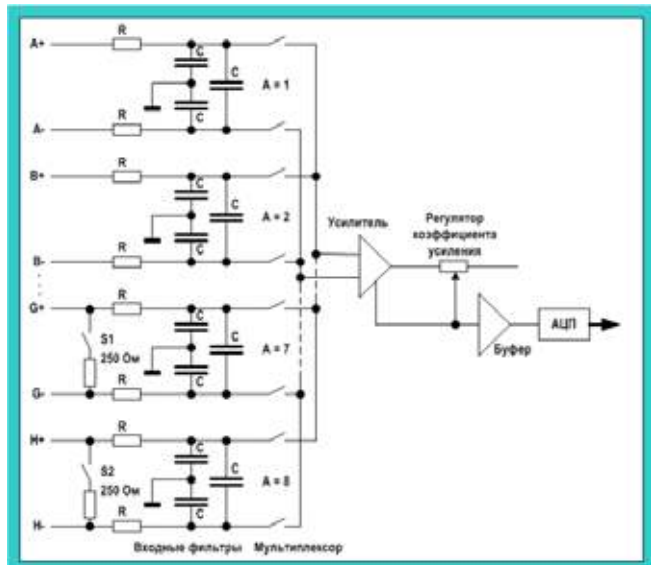 A+
R
C
C
C
A = 1
A-
R
B+
R
C
C
C
A = 2
B-
R
Усилитель
Регулятор
коэффициента
усиления
G+
R
S1
250 Ом
C
C
C
A = 7
G-
R
Буфер
АЦП
H+
R
S2
250 Ом
C
C
C
A = 8
H-
R
Входные фильтры
Мультиплексор